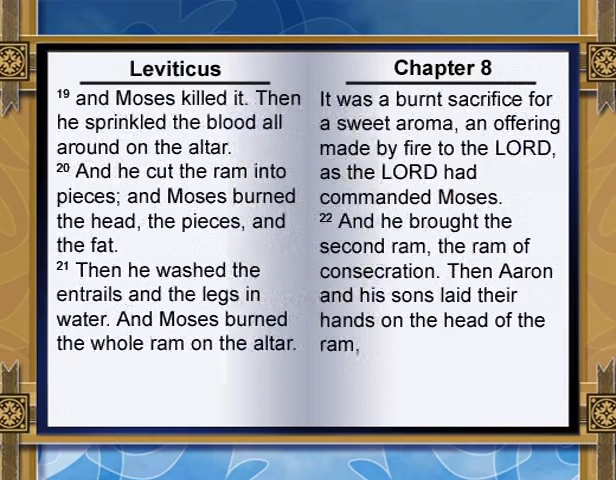 Leviticus
19 and Moses killed it. Then
he sprinkled the blood all
around on the altar.
20 And he cut the ram into
pieces; and Moses burned
the head, the pieces, and
the fat.
21 Then he washed the
entrails and the legs in
water. And Moses burned
the whole ram on the altar.
Chapter 8
It was a burnt sacrifice for
a sweet aroma, an offering
made by fire to the LORD,
as the LORD had
commanded Moses.
22 And he brought the
second ram, the ram of
consecration. Then Aaron
and his sons laid their
hands on the head of the
ram,